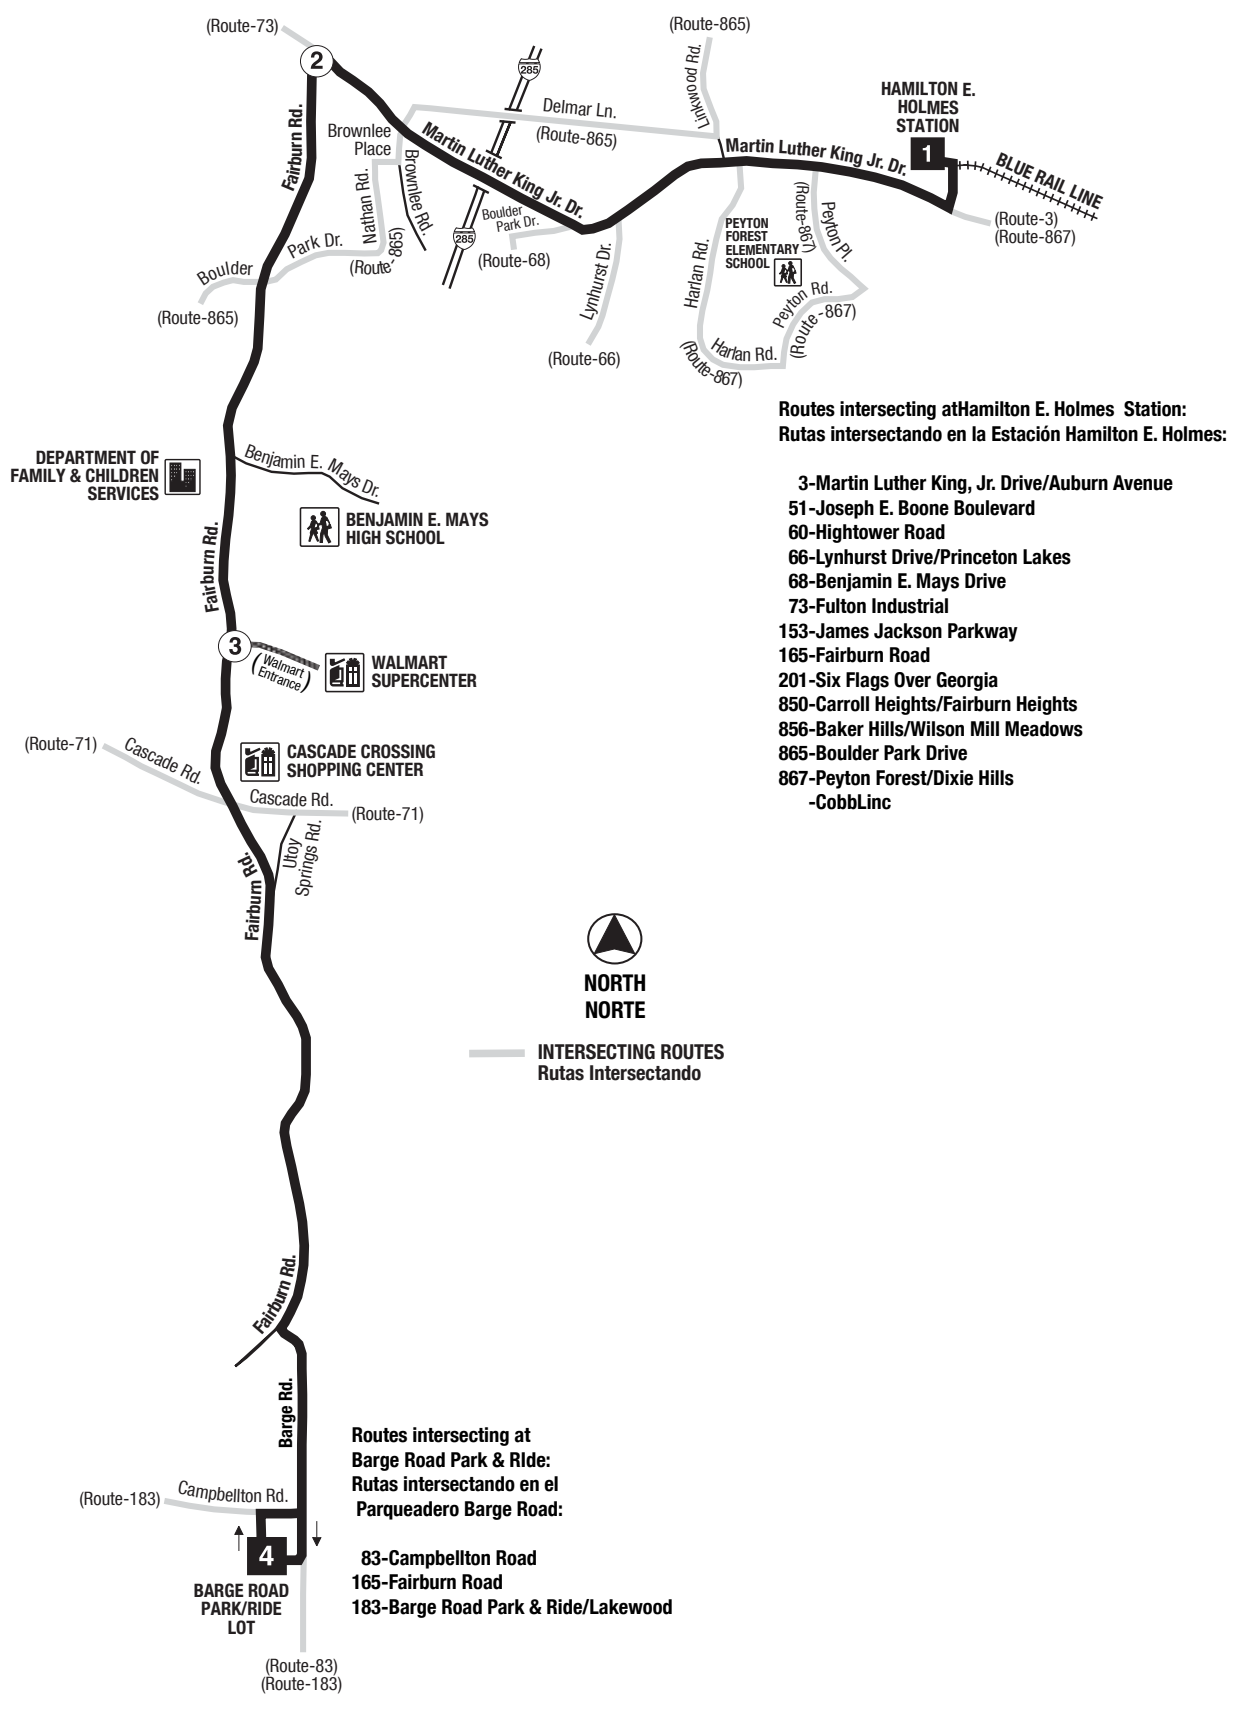 (Route-73)
(Route-865)
2
285
HAMILTON E.
HOLMES
STATION
Linkwood Rd.
Delmar Ln.
(Route-865)
Fairburn Rd.
Brownlee
Place
Martin Luther King Jr. Dr.
Martin Luther King Jr. Dr.
1
BLUE RAIL LINE
Nathan Rd.
Brownlee Rd.
(Route-865)
285
Boulder
Park Dr.
(Route-68)
Lynhurst Dr.
(Route-66)
PEYTON
FOREST
ELEMENTARY
SCHOOL
(Route-867)
Peyton Pl.
(Route-3)
(Route-867)
Harlan Rd.
Peyton Rd.
(Route-867)
Harlan Rd.
(Route-867)
Boulder Park Dr.
(Route-865)
Routes intersecting atHamilton E. Holmes Station:
Rutas intersectando en la Estación Hamilton E. Holmes:
3-Martin Luther King, Jr. Drive/Auburn Avenue
51-Joseph E. Boone Boulevard
60-Hightower Road
66-Lynhurst Drive/Princeton Lakes
68-Benjamin E. Mays Drive
73-Fulton Industrial
153-James Jackson Parkway
165-Fairburn Road
201-Six Flags Over Georgia
850-Carroll Heights/Fairburn Heights
856-Baker Hills/Wilson Mill Meadows
865-Boulder Park Drive
867-Peyton Forest/Dixie Hills
-CobbLinc
DEPARTMENT OF
FAMILY & CHILDREN
SERVICES
Benjamin E. Mays Dr.
BENJAMIN E. MAYS
HIGH SCHOOL
Fairburn Rd.
3
(Walmart
Entrance)
WALMART
SUPERCENTER
(Route-71)
Cascade Rd.
CASCADE CROSSING
SHOPPING CENTER
Cascade Rd.
(Route-71)
Utoy
Springs Rd.
Fairburn Rd.
NORTH
NORTE
INTERSECTING ROUTES
Rutas Intersectando
Fairburn Rd.
Barge Rd.
Routes intersecting at
Barge Road Park & RIde:
Rutas intersectando en el
Parqueadero Barge Road:
83-Campbellton Road
165-Fairburn Road
183-Barge Road Park & Ride/Lakewood
(Route-183)
Campbellton Rd.
4
BARGE ROAD
PARK/RIDE
LOT
(Route-83)
(Route-183)